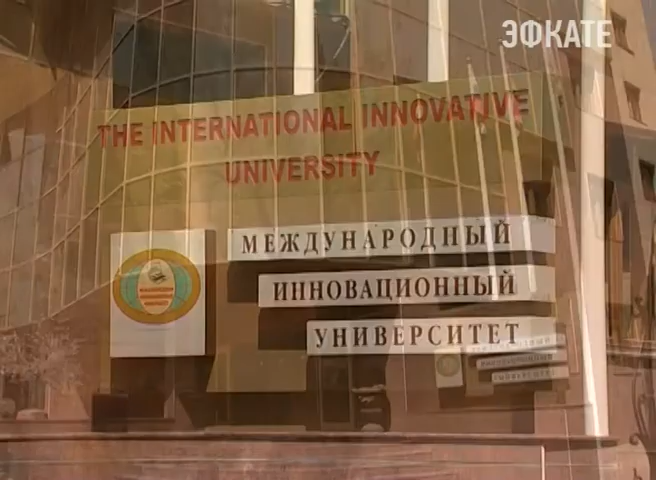 ЭФКАТЕ
THE INTERNATIONAL INNOVATIVE
UNIVERSITY
МЕЖДУНАРОДНЫЙ
ИННОВАЦИОННЫЙ
УНИВЕРСИТЕТ